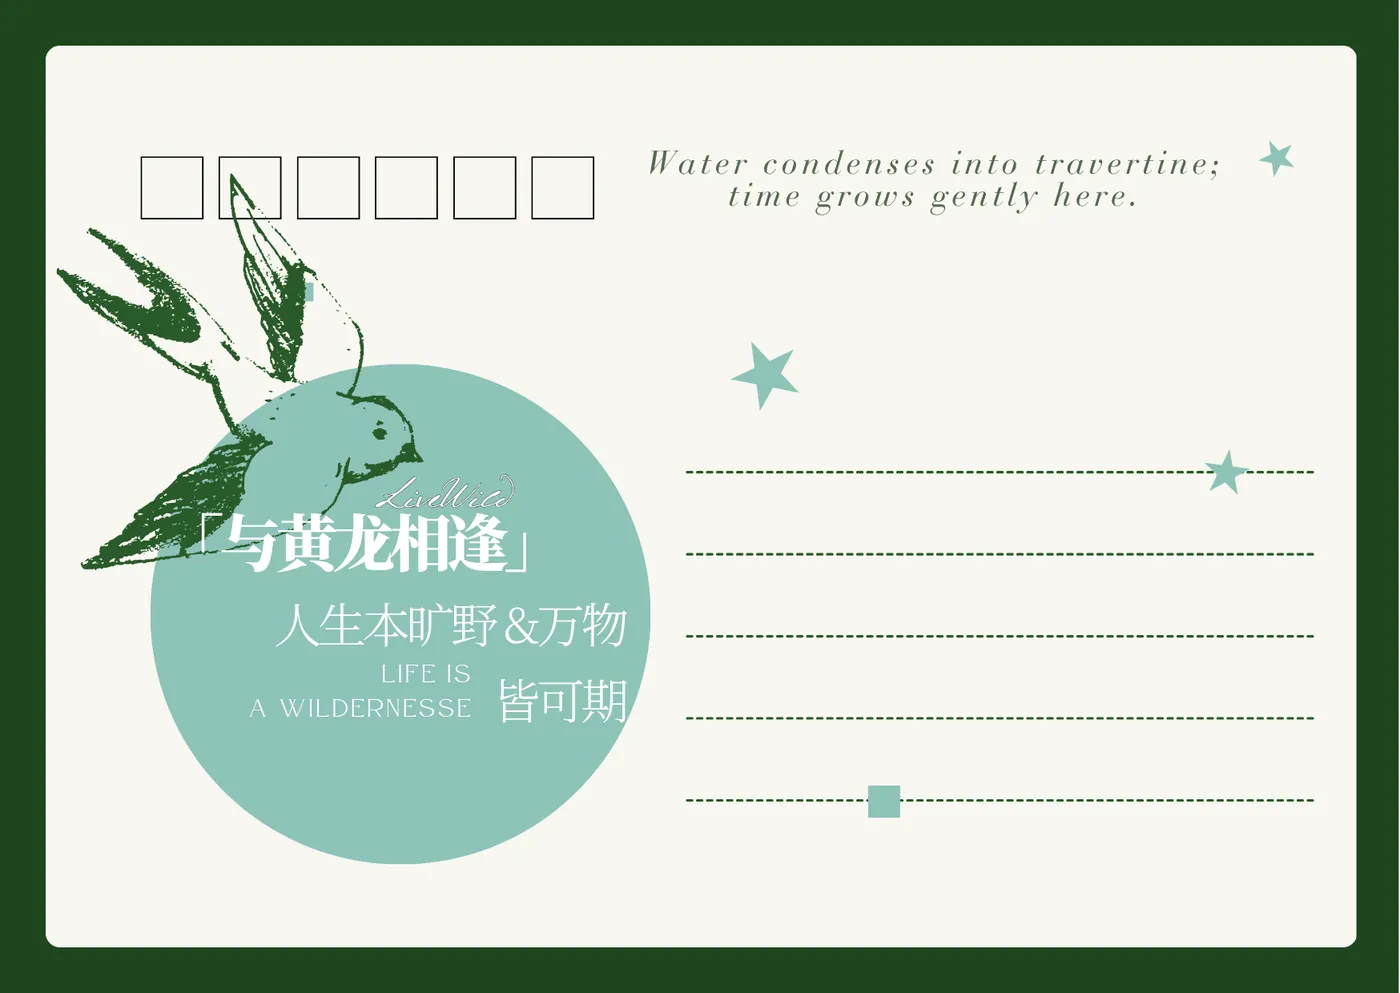 Water condenses into travertine;
time grows gently here.
LiveWild
「与黄龙相逢」
人生本旷野&万物
LIFE IS
A WILDERNESSE
皆可期